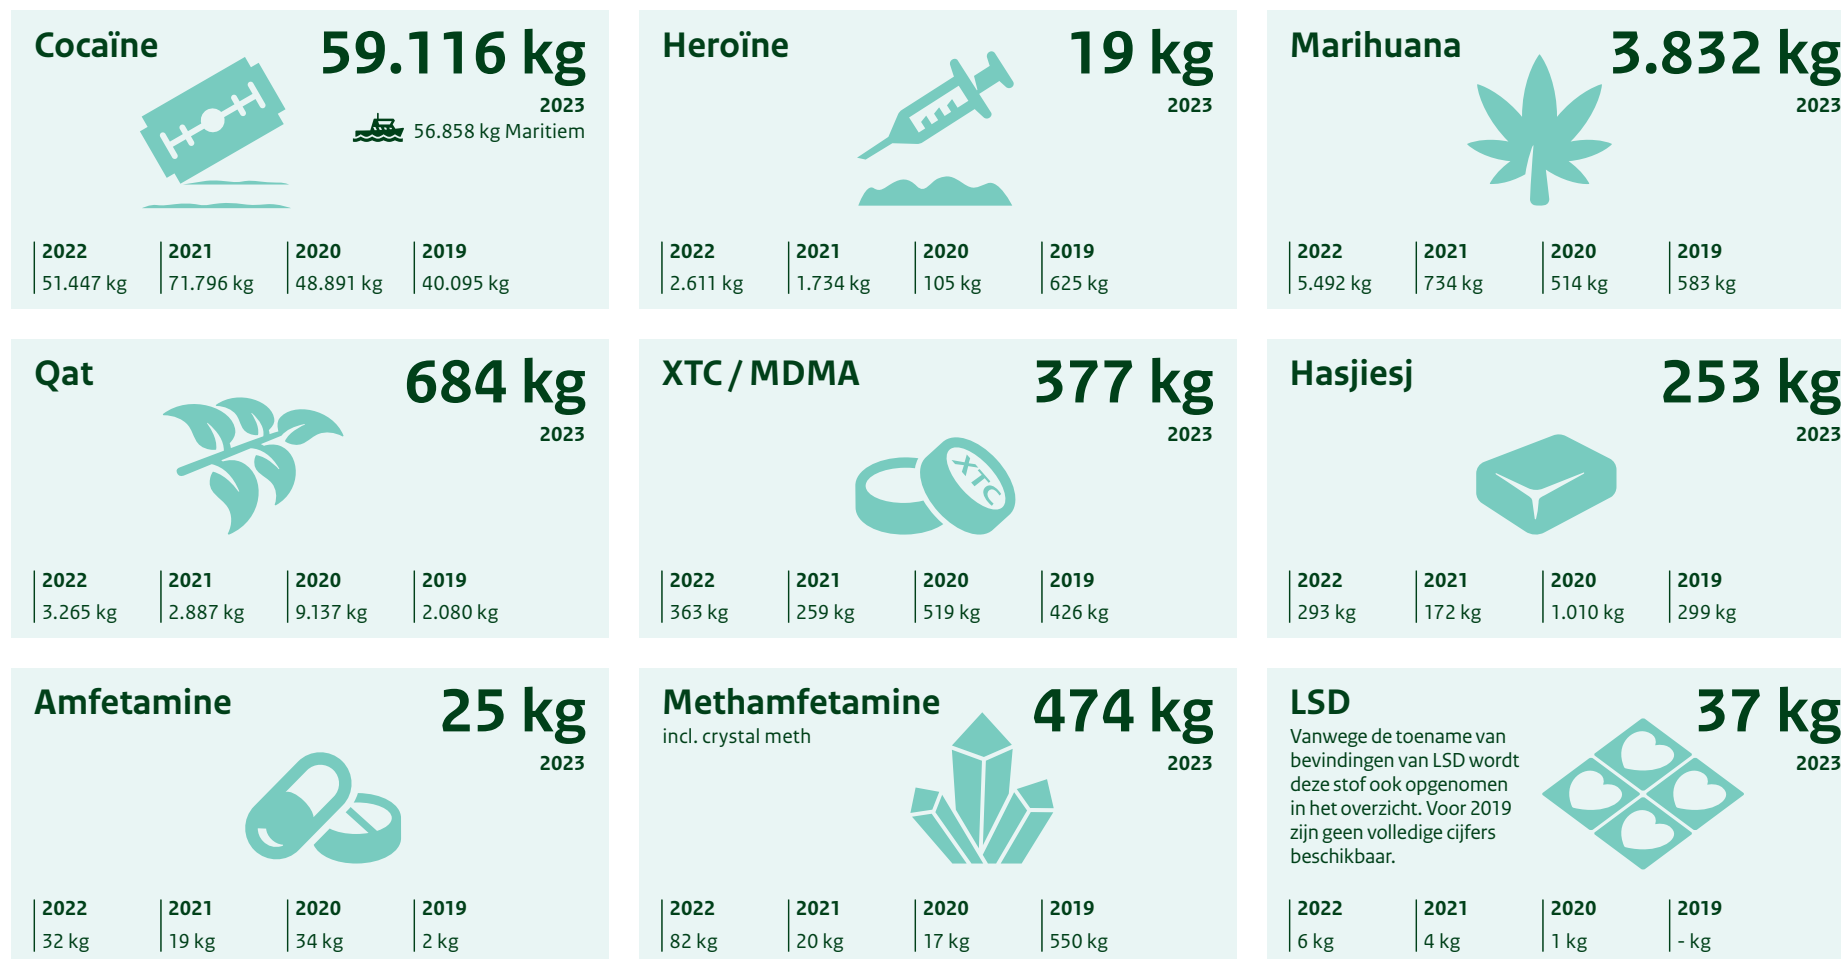 Cocaïne
59.116 kg
2023
56.858 kg Maritiem
2022 2021 2020 2019
51.447 kg 71.796 kg 48.891 kg 40.095 kg
Heroïne
19 kg
2023
2022 2021 2020 2019
2.611 kg 1.734 kg 105 kg 625 kg
Marihuana
3.832 kg
2023
2022 2021 2020 2019
5.492 kg 734 kg 514 kg 583 kg
Qat
684 kg
2023
2022 2021 2020 2019
3.265 kg 2.887 kg 9.137 kg 2.080 kg
XTC / MDMA
377 kg
2023
XTC
2022 2021 2020 2019
363 kg 259 kg 519 kg 426 kg
Hasjiesj
253 kg
2023
2022 2021 2020 2019
293 kg 172 kg 1.010 kg 299 kg
Amfetamine
25 kg
2023
2022 2021 2020 2019
32 kg 19 kg 34 kg 2 kg
Methamfetamine
incl. crystal meth
474 kg
2023
2022 2021 2020 2019
82 kg 20 kg 17 kg 550 kg
LSD
37 kg
2023
Vanwege de toename van
bevindingen van LSD wordt
deze stof ook opgenomen
in het overzicht. Voor 2019
zijn geen volledige cijfers
beschikbaar.
2022 2021 2020 2019
6 kg 4 kg 1 kg - kg